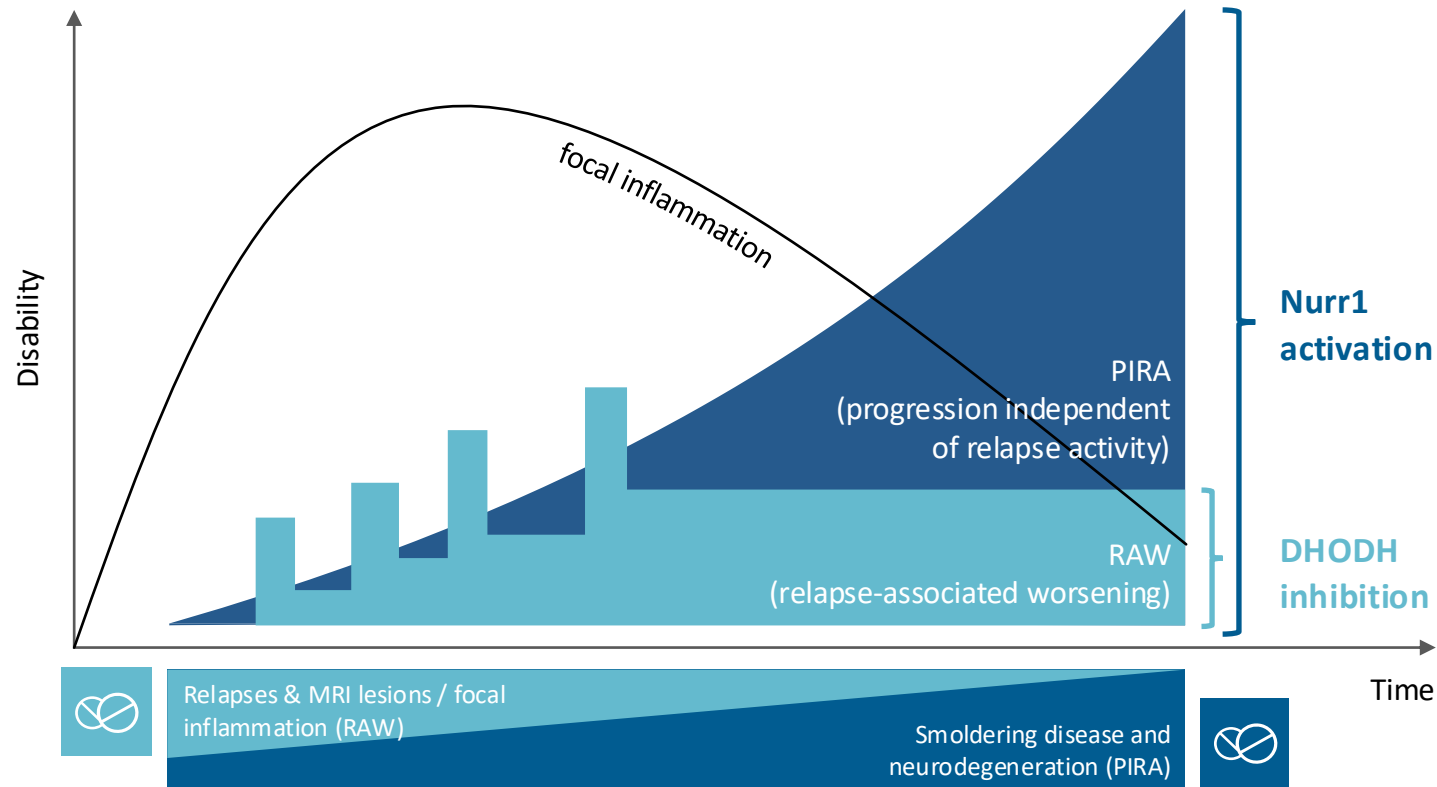 Disability
focal inflammation
PIRA
(progression independent
of relapse activity)
RAW
(relapse-associated worsening)
Nurr1
activation
DHODH
inhibition
Time
Relapses & MRI lesions / focal
inflammation (RAW)
Smoldering disease and
neurodegeneration (PIRA)